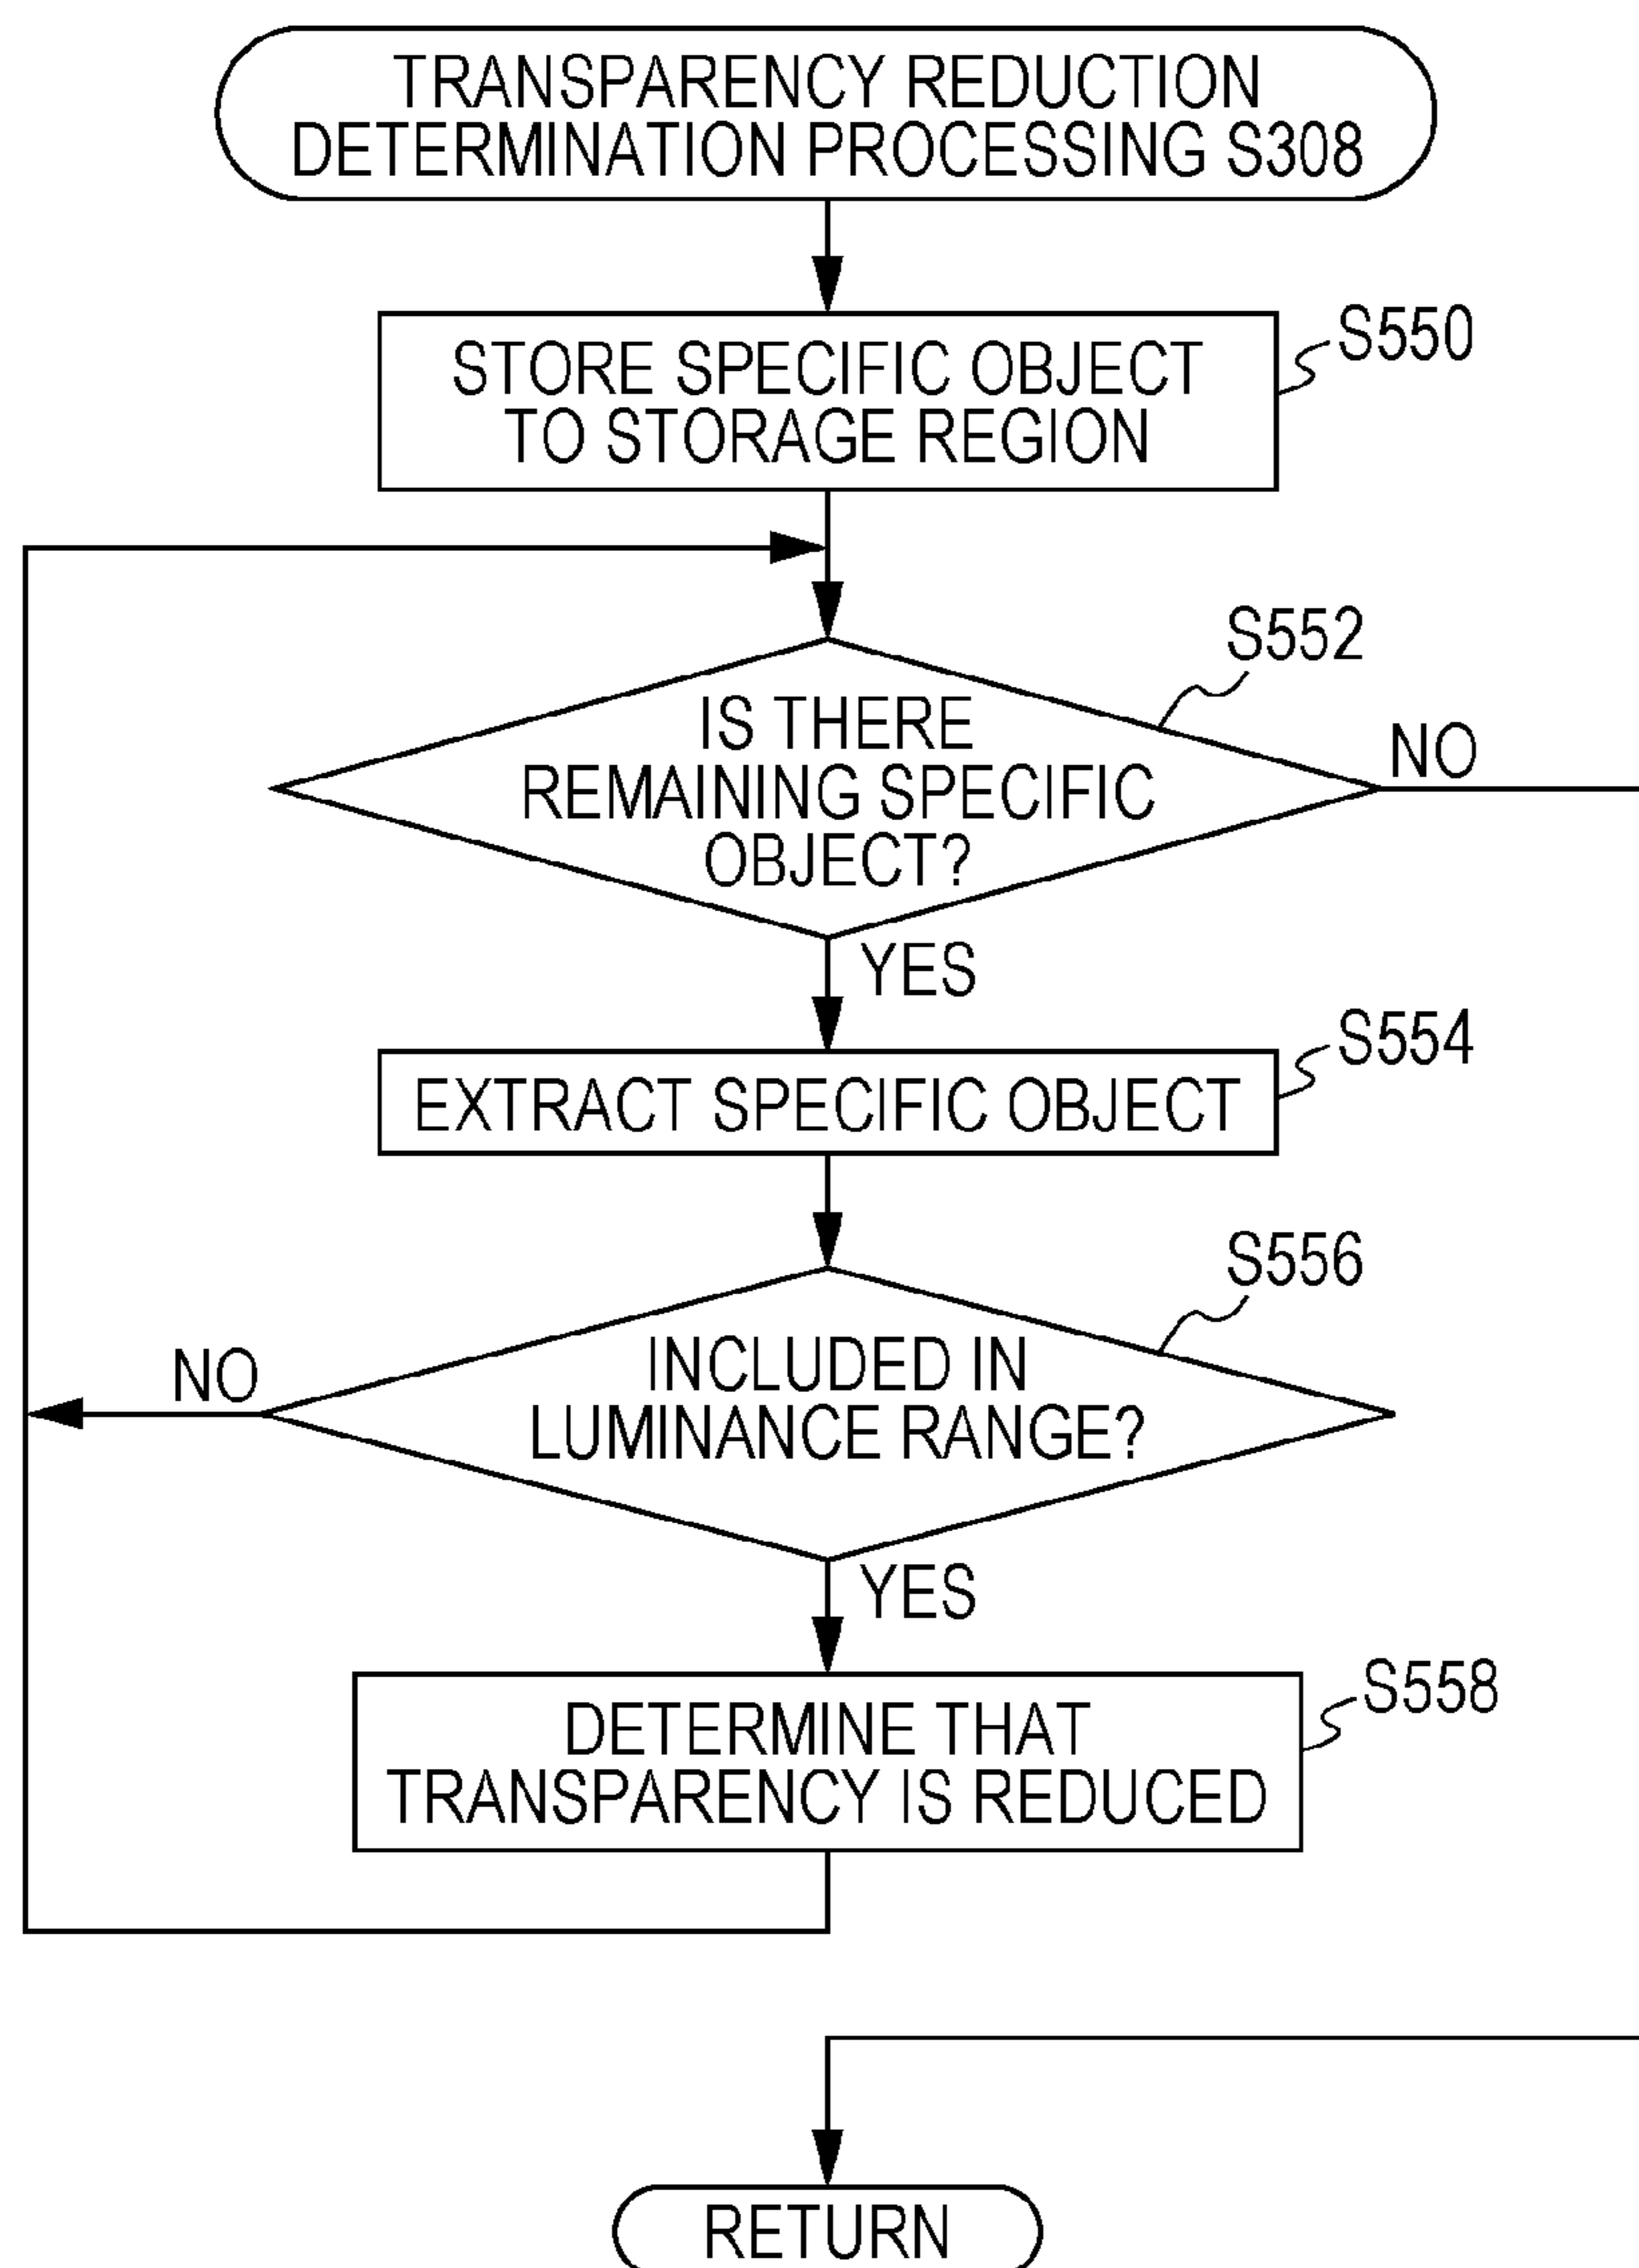 TRANSPARENCY REDUCTION
DETERMINATION PROCESSING S308
STORE SPECIFIC OBJECT
TO STORAGE REGION
S550
S552
IS THERE
REMAINING SPECIFIC
OBJECT?
NO
YES
S554
EXTRACT SPECIFIC OBJECT
S556
INCLUDED IN
LUMINANCE RANGE?
NO
YES
S558
DETERMINE THAT
TRANSPARENCY IS REDUCED
RETURN